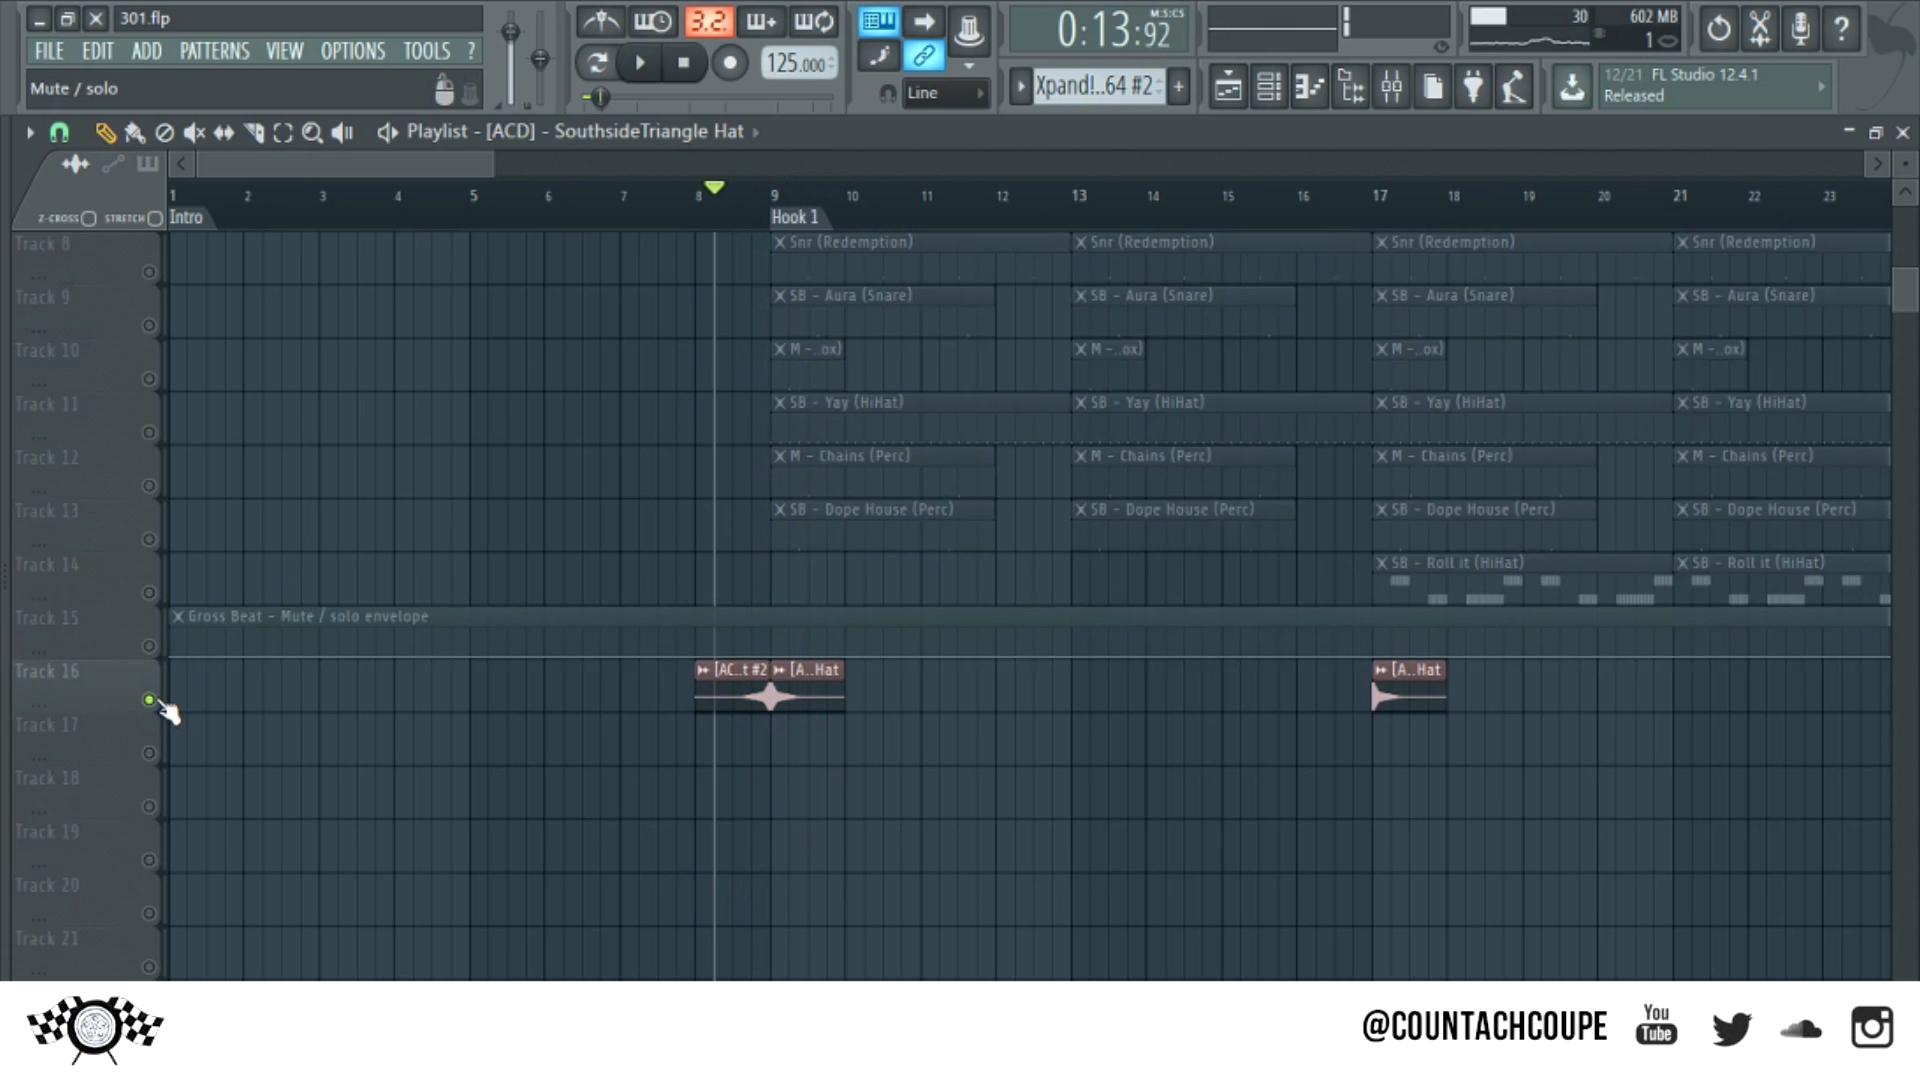 301.flp
FILE EDIT ADD PATTERNS VIEW OPTIONS TOOLS ?
Mute / solo
3.2.
125.000
Line
0:13:92
M:S:CS
Xpand!..64 #2
+
30
602 MB
1
?
12/21 FL Studio 12.4.1
Released
Playlist - [ACD] - SouthsideTriangle Hat
Z-CROSS STRETCH
1 2 3 4 5 6 7 8 9 10 11 12 13 14 15 16 17 18 19 20 21 22 23
Intro Hook 1
Track 8 Snr (Redemption) Snr (Redemption) Snr (Redemption) Snr (Redemption)
Track 9 SB - Aura (Snare) SB - Aura (Snare) SB - Aura (Snare) SB - Aura (Snare)
Track 10 M -..ox) M -..ox) M -..ox) M -..ox)
Track 11 SB - Yay (HiHat) SB - Yay (HiHat) SB - Yay (HiHat) SB - Yay (HiHat)
Track 12 M - Chains (Perc) M - Chains (Perc) M - Chains (Perc) M - Chains (Perc)
Track 13 SB - Dope House (Perc) SB - Dope House (Perc) SB - Dope House (Perc) SB - Dope House (Perc)
Track 14 SB - Roll it (HiHat) SB - Roll it (HiHat)
Track 15 Gross Beat - Mute / solo envelope
Track 16 [AC..t #2 [A..Hat [A..Hat
Track 17
Track 18
Track 19
Track 20
Track 21
@COUNTACHCOUPE
You
Tube